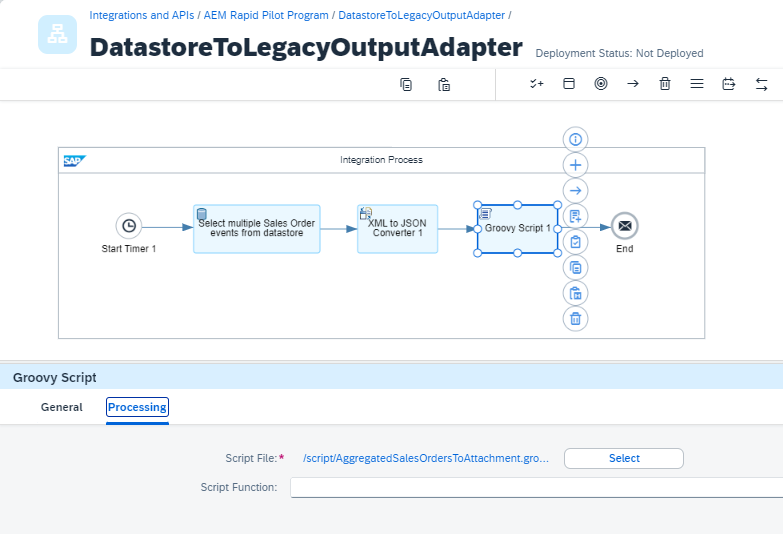 Integrations and APIs / AEM Rapid Pilot Program / DatastoreToLegacyOutputAdapter /
DatastoreToLegacyOutputAdapter Deployment Status: Not Deployed
SAP Integration Process
Select multiple Sales Order
events from datastore
XML to JSON
Converter 1
Groovy Script 1
Start Timer 1
End
Groovy Script
General Processing
Script File:* /script/AggregatedSalesOrdersToAttachment.gro... Select
Script Function: